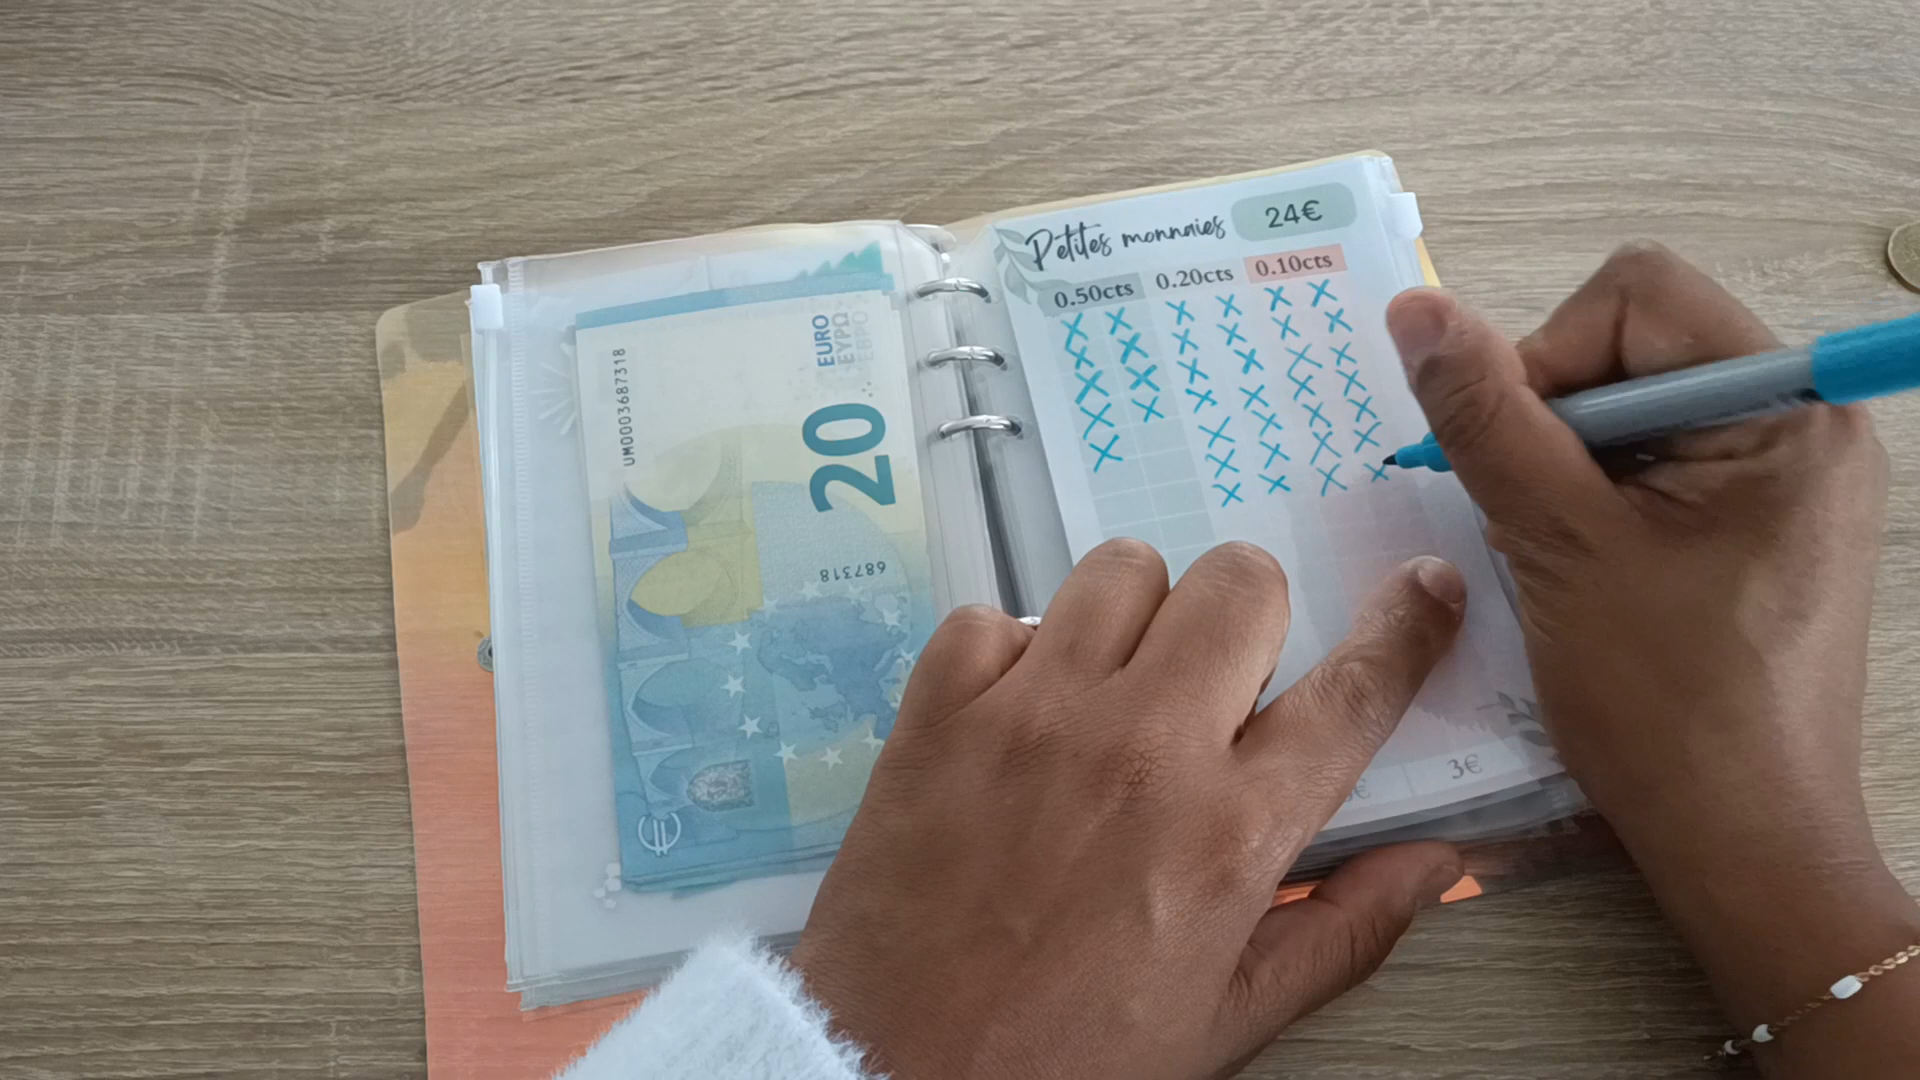 UM0003687318
EURO
ΕΥΡΩ
ЕВРО
20
687318
Petites monnaies 24€
0.50cts 0.20cts 0.10cts
X X X X X X
X X X X X X
X X X X X X
X X X X X X
X X X X X
X X X X
X X X X
3€